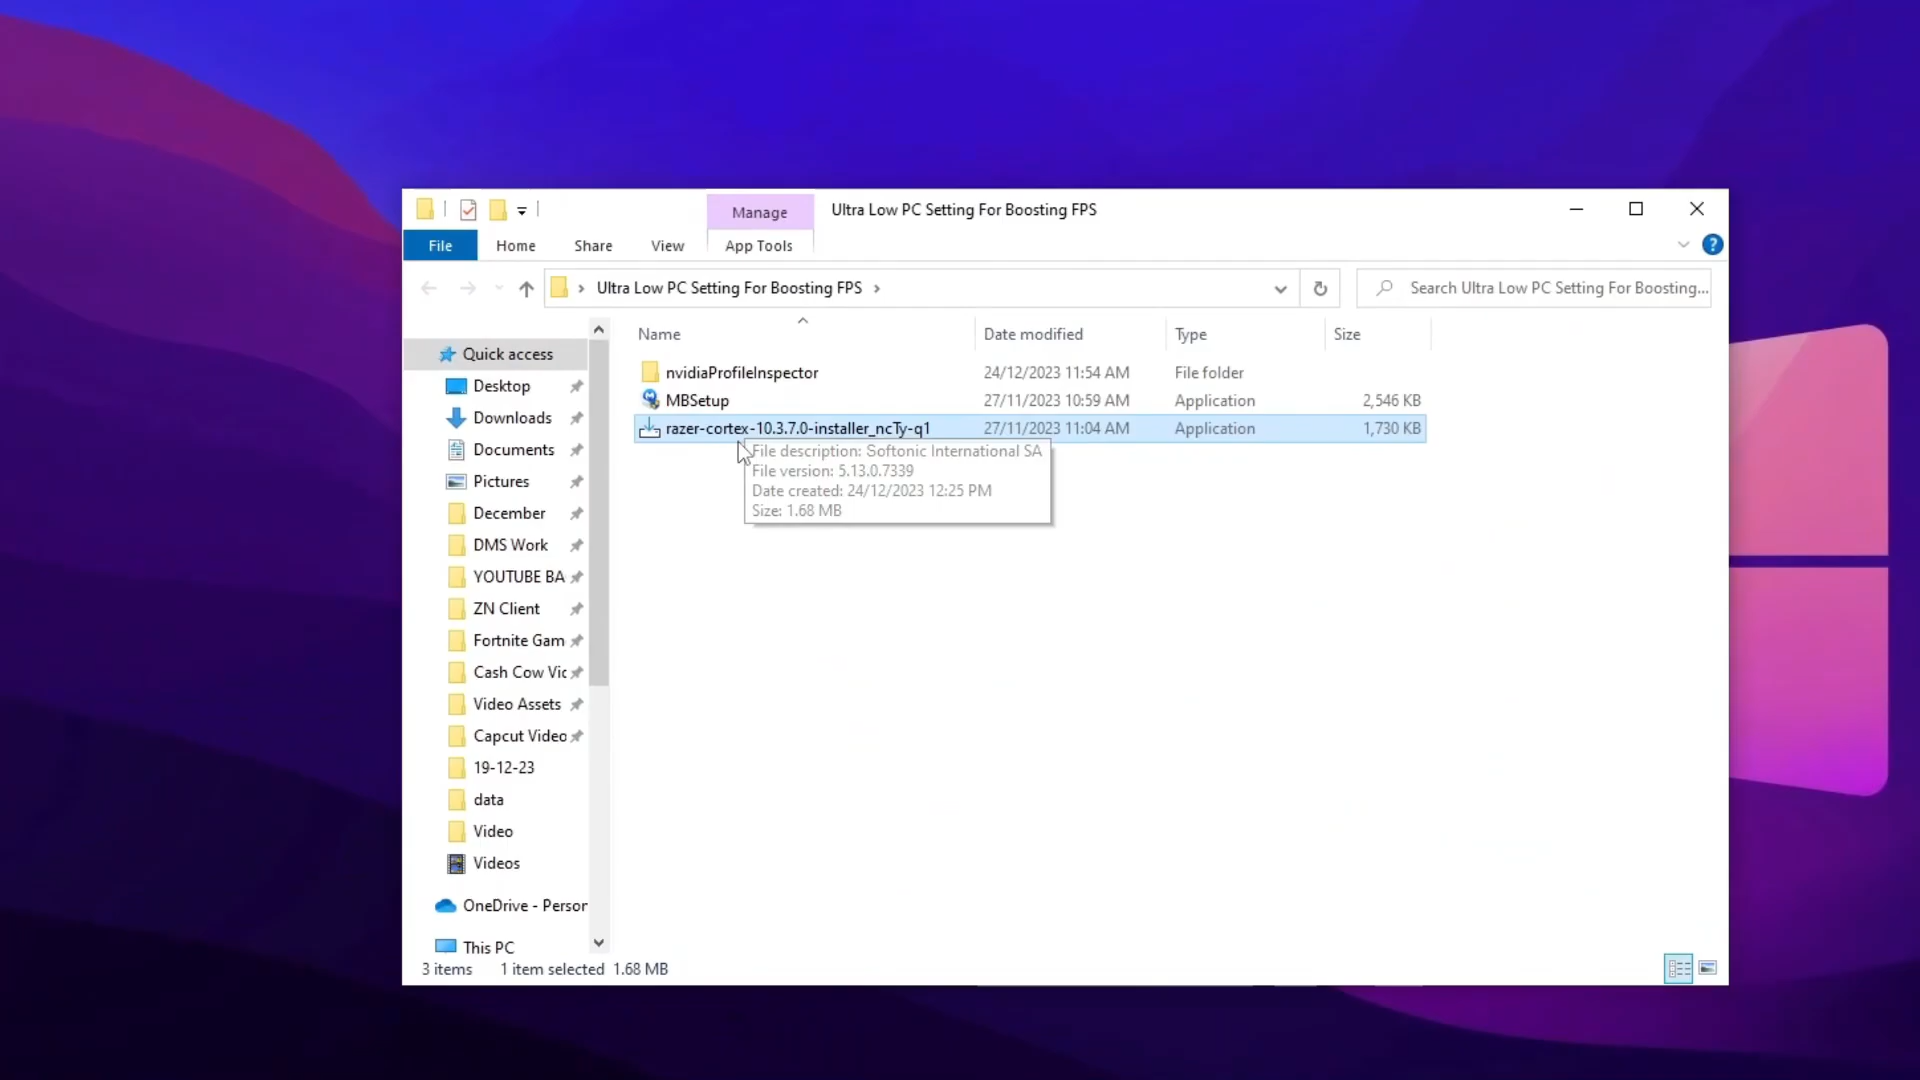 Manage
Ultra Low PC Setting For Boosting FPS
File
Home
Share
View
App Tools
?
Ultra Low PC Setting For Boosting FPS
Search Ultra Low PC Setting For Boosting...
Name
Date modified
Type
Size
nvidiaProfileInspector
24/12/2023 11:54 AM
File folder
MBSetup
27/11/2023 10:59 AM
Application
2,546 KB
razer-cortex-10.3.7.0-installer_ncTy-q1
27/11/2023 11:04 AM
Application
1,730 KB
File description: Softonic International SA
File version: 5.13.0.7339
Date created: 24/12/2023 12:25 PM
Size: 1.68 MB
Quick access
Desktop
Downloads
Documents
Pictures
December
DMS Work
YOUTUBE BA
ZN Client
Fortnite Gam
Cash Cow Vic
Video Assets
Capcut Video
19-12-23
data
Video
Videos
OneDrive - Person
This PC
3 items
1 item selected 1.68 MB